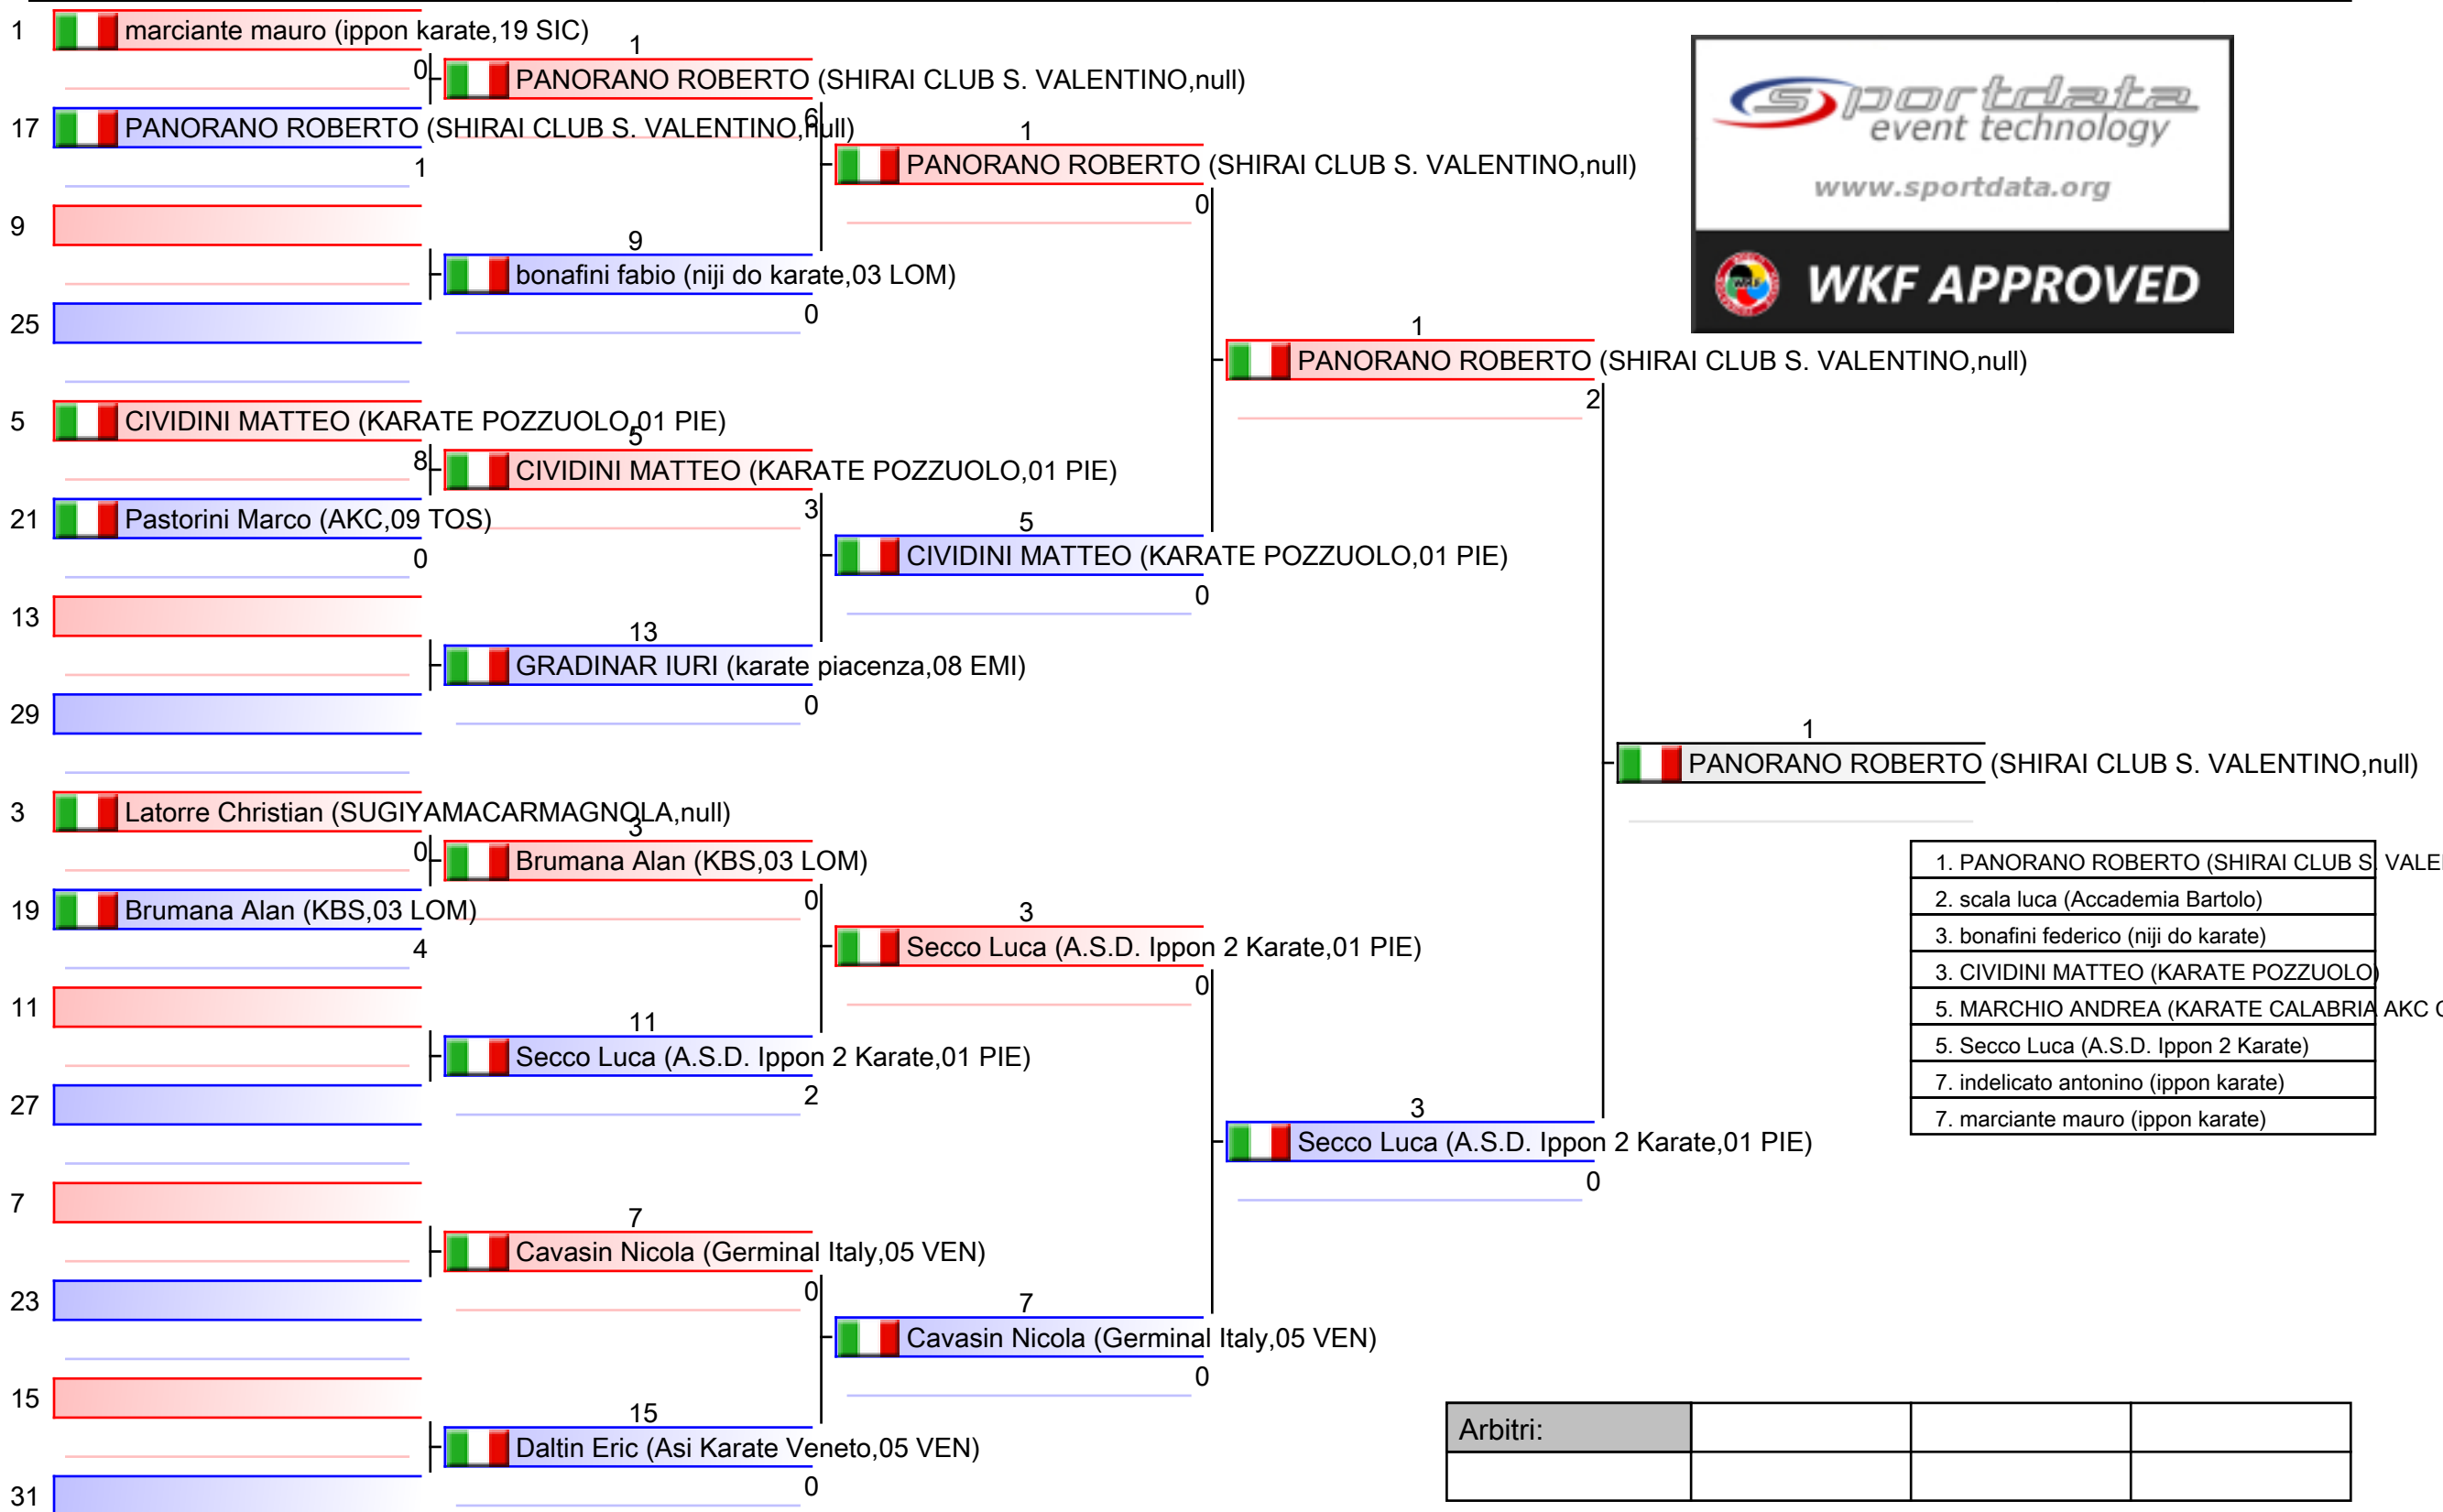 1 marciante mauro (ippon karate,19 SIC)
0
17 PANORANO ROBERTO (SHIRAI CLUB S. VALENTINO,null)
1
9
25
5 CIVIDINI MATTEO (KARATE POZZUOLO,01 PIE)
8
21 Pastorini Marco (AKC,09 TOS)
0
13
29
3 Latorre Christian (SUGIYAMACARMAGNOLA,null)
0
19 Brumana Alan (KBS,03 LOM)
4
11
27
7
23
15
31
1
PANORANO ROBERTO (SHIRAI CLUB S. VALENTINO,null)
6
9
bonafini fabio (niji do karate,03 LOM)
0
5
CIVIDINI MATTEO (KARATE POZZUOLO,01 PIE)
3
13
GRADINAR IURI (karate piacenza,08 EMI)
0
3
Brumana Alan (KBS,03 LOM)
0
11
Secco Luca (A.S.D. Ippon 2 Karate,01 PIE)
2
7
Cavasin Nicola (Germinal Italy,05 VEN)
0
15
Daltin Eric (Asi Karate Veneto,05 VEN)
0
1
PANORANO ROBERTO (SHIRAI CLUB S. VALENTINO,null)
0
5
CIVIDINI MATTEO (KARATE POZZUOLO,01 PIE)
0
3
Secco Luca (A.S.D. Ippon 2 Karate,01 PIE)
0
7
Cavasin Nicola (Germinal Italy,05 VEN)
0
1
PANORANO ROBERTO (SHIRAI CLUB S. VALENTINO,null)
2
3
Secco Luca (A.S.D. Ippon 2 Karate,01 PIE)
0
1
PANORANO ROBERTO (SHIRAI CLUB S. VALENTINO,null)
sportdata
event technology
www.sportdata.org
WKF APPROVED
1. PANORANO ROBERTO (SHIRAI CLUB S.
2. scala luca (Accademia Bartolo)
3. bonafini federico (niji do karate)
3. CIVIDINI MATTEO (KARATE POZZUOLO)
5. MARCHIO ANDREA (KARATE CALABRIA AKC
5. Secco Luca (A.S.D. Ippon 2 Karate)
7. indelicato antonino (ippon karate)
7. marciante mauro (ippon karate)
Arbitri: